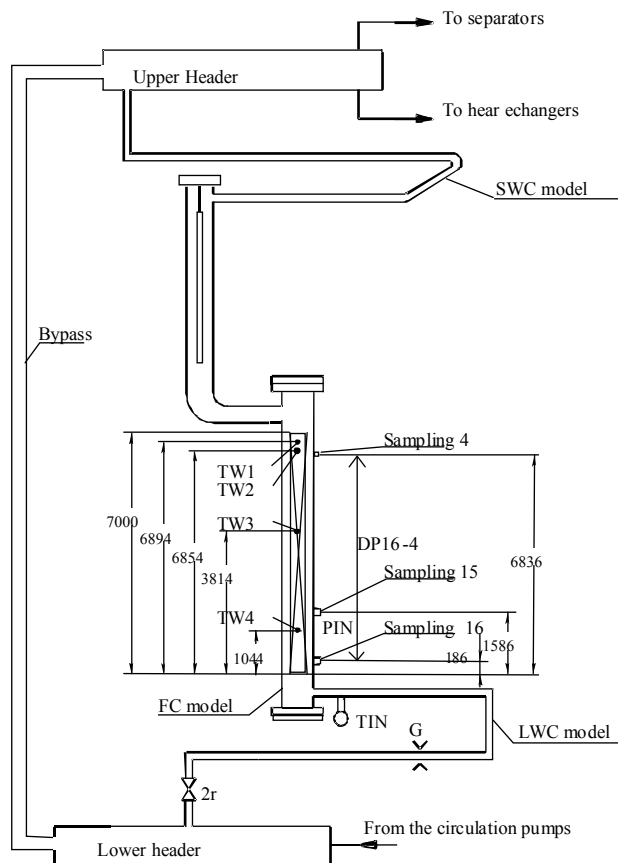 To separators
Upper Header
To hear echangers
SWC model
Bypass
Sampling 4
TW1
TW2
7000
6894
TW3
6854
DP16-4
6836
3814
Sampling 15
TW4
PIN
Sampling 16
1044
186
1586
FC model
TIN
LWC model
G
2r
From the circulation pumps
Lower header